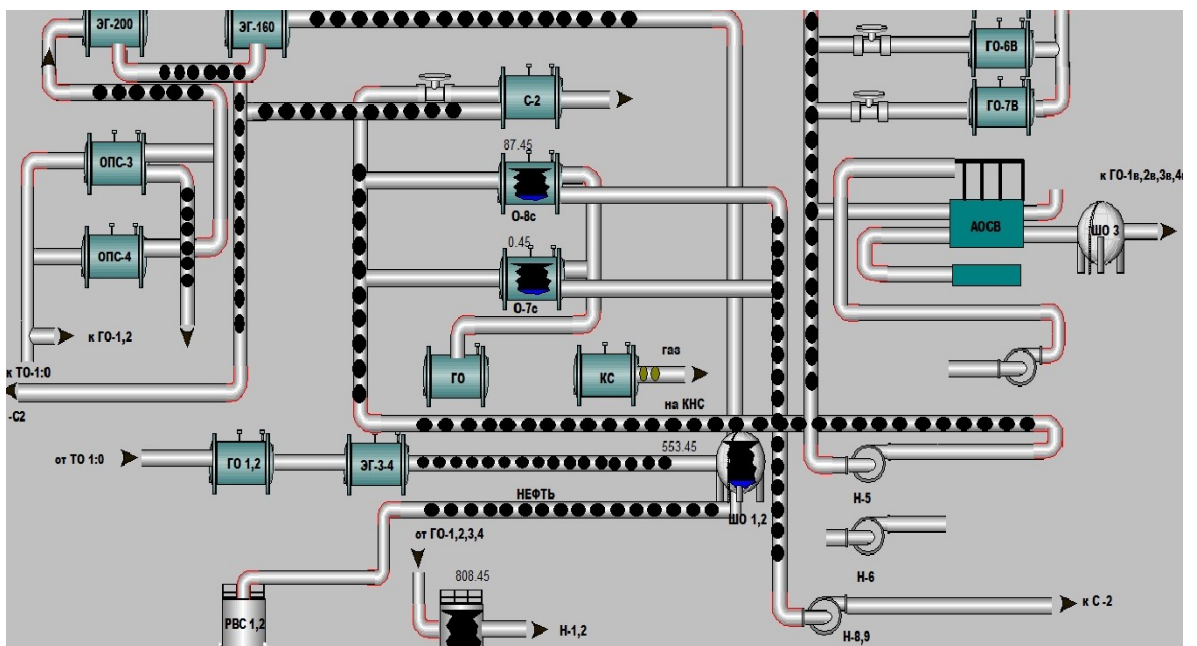 ЭГ-200
ЭГ-160
ГО-6В
С-2
ГО-7В
87.45
ОПС-3
к ГО-1в,2в,3в,4в
О-8с
АОСВ
ШО 3
0.45
ОПС-4
О-7с
к ГО-1,2
газ
к ТО-1:0
ГО
КС
-С2
на КНС
от ТО 1:0
ГО 1,2
ЭГ-3-4
553.45
НЕФТЬ
Н-5
ШО 1,2
от ГО-1,2,3,4
808.45
Н-6
к С -2
РВС 1,2
Н-1,2
Н-8,9